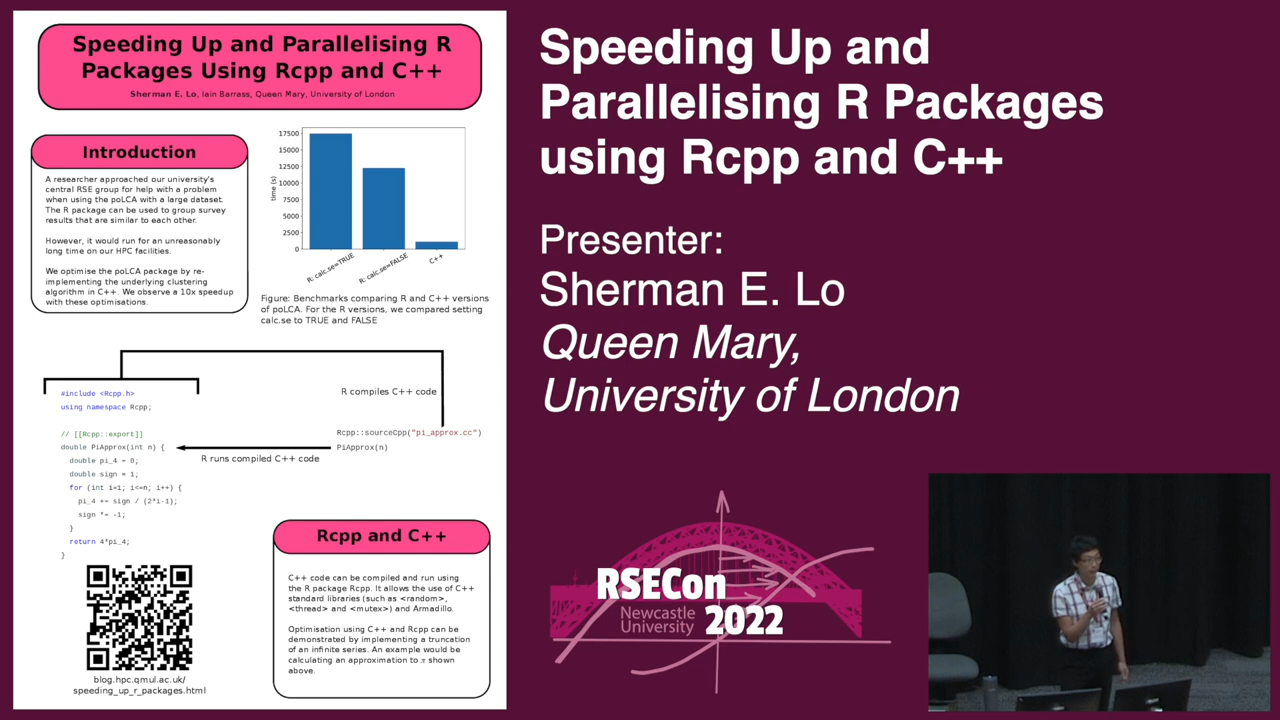 Speeding Up and Parallelising R
Packages Using Rcpp and C++
Sherman E. Lo, Iain Barrass, Queen Mary, University of London
Introduction
A researcher approached our university's
central RSE group for help with a problem
when using the poLCA with a large dataset.
The R package can be used to group survey
results that are similar to each other.
However, it would run for an unreasonably
long time on our HPC facilities.
We optimise the poLCA package by re-
implementing the underlying clustering
algorithm in C++. We observe a 10x speedup
with these optimisations.
17500
15000
12500
10000
7500
5000
2500
0
time (s)
R: calc.se=TRUE
R: calc.se=FALSE
C++
Figure: Benchmarks comparing R and C++ versions
of poLCA. For the R versions, we compared setting
calc.se to TRUE and FALSE
R compiles C++ code
#include <Rcpp.h>
using namespace Rcpp;
// [[Rcpp::export]]
double PiApprox(int n) {
double pi_4 = 0;
double sign = 1;
for (int i=1; i<=n; i++) {
pi_4 += sign / (2*i-1);
sign *= -1;
}
return 4*pi_4;
}
Rcpp::sourceCpp("pi_approx.cc")
PiApprox(n)
R runs compiled C++ code
blog.hpc.qmul.ac.uk/
speeding_up_r_packages.html
Rcpp and C++
C++ code can be compiled and run using
the R package Rcpp. It allows the use of C++
standard libraries (such as <random>,
<thread> and <mutex>) and Armadillo.
Optimisation using C++ and Rcpp can be
demonstrated by implementing a truncation
of an infinite series. An example would be
calculating an approximation to π shown
above.
Speeding Up and
Parallelising R Packages
using Rcpp and C++
Presenter:
Sherman E. Lo
Queen Mary,
University of London
RSECon
Newcastle
University
2022